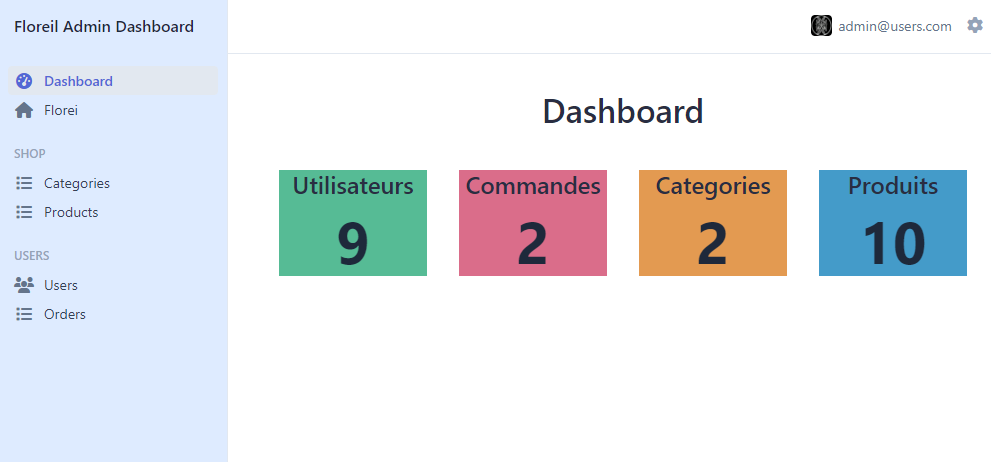 Floreil Admin Dashboard
admin@users.com
Dashboard
Florei
SHOP
Categories
Products
USERS
Users
Orders
Dashboard
Utilisateurs
9
Commandes
2
Categories
2
Produits
10